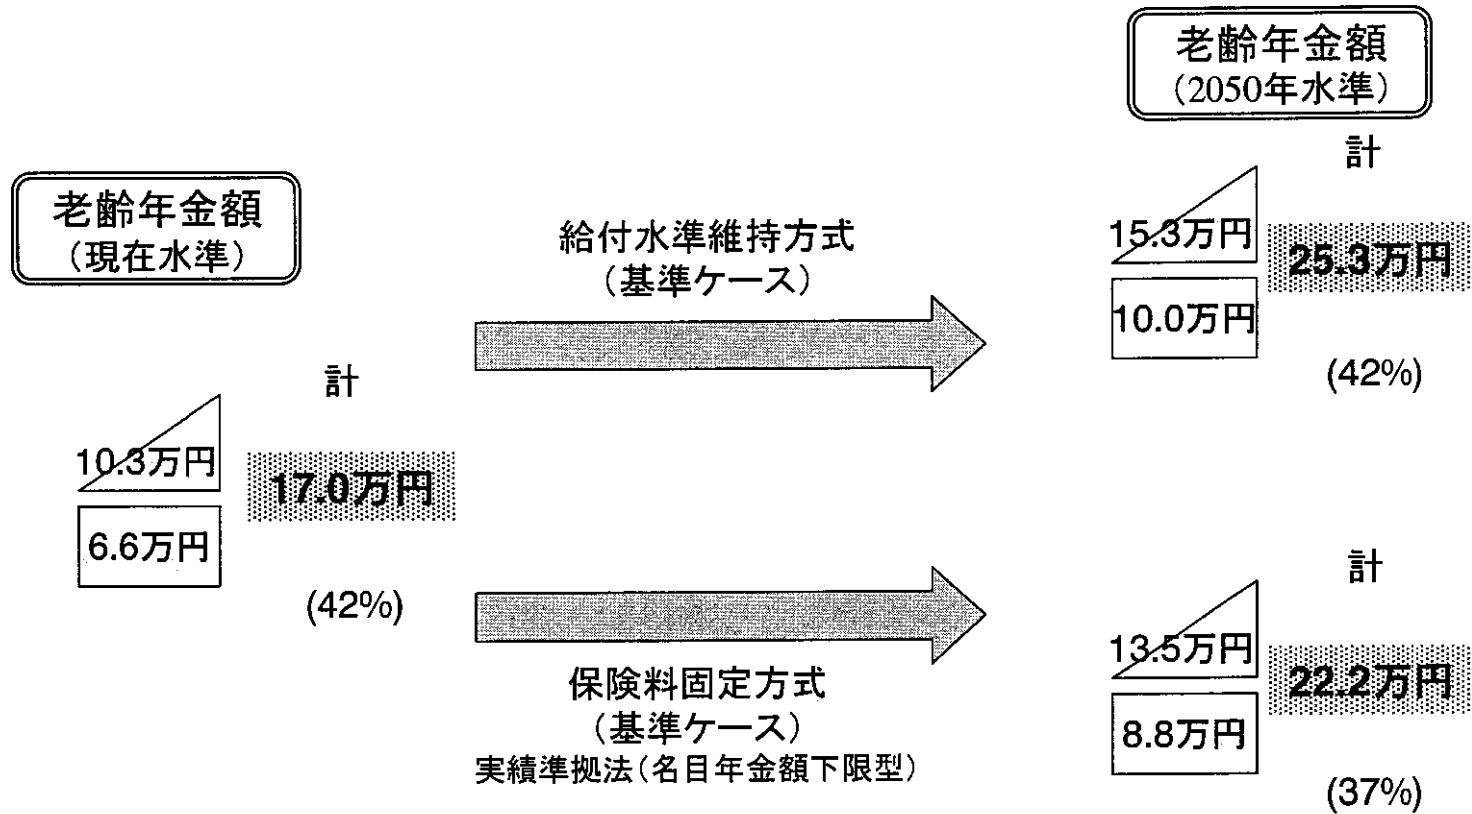 老齢年金額
(現在水準)
計
10.3万円
17.0万円
6.6万円
(42%)
給付水準維持方式
(基準ケース)
保険料固定方式
(基準ケース)
実績準拠法(名目年金額下限型)
老齢年金額
(2050年水準)
計
15.3万円
25.3万円
10.0万円
(42%)
計
13.5万円
22.2万円
8.8万円
(37%)